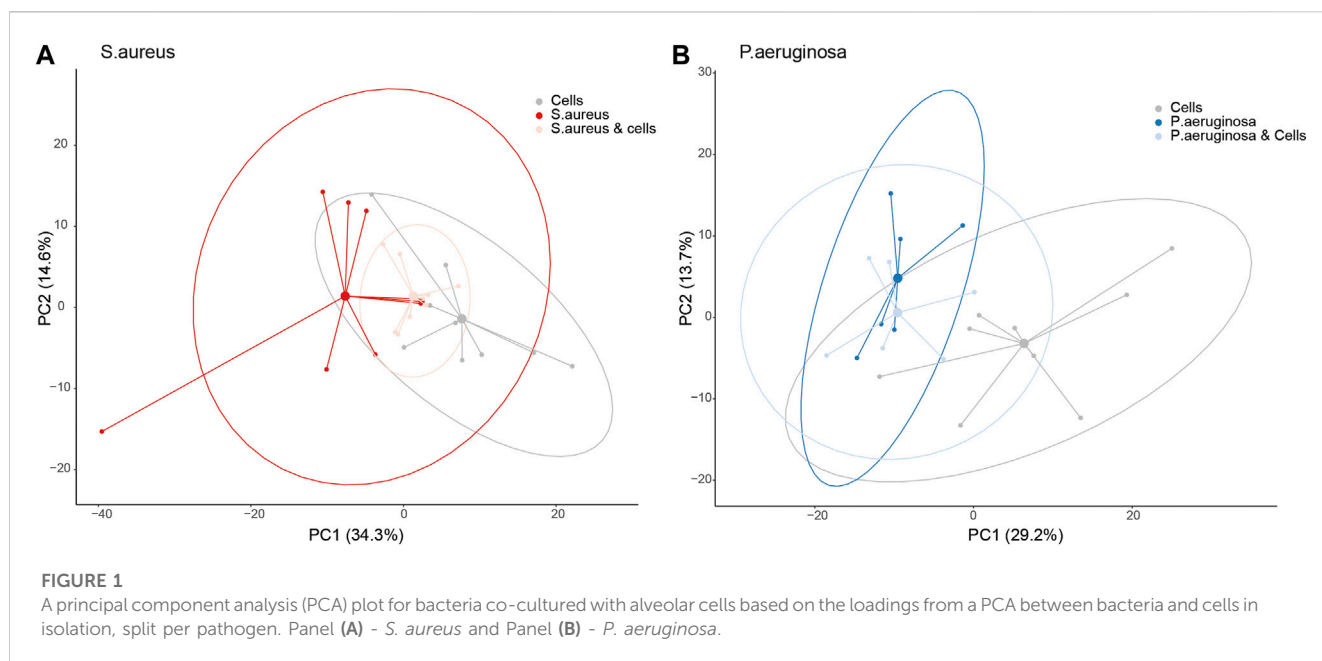 A S.aureus
Cells
S.aureus
S.aureus & cells
20
10
0
−10
−20
−40 −20 0 20
PC2 (14.6%)
PC1 (34.3%)
B P.aeruginosa
Cells
P.aeruginosa
P.aeruginosa & Cells
30
20
10
0
−10
−20
−20 0 20
PC2 (13.7%)
PC1 (29.2%)
FIGURE 1
A principal component analysis (PCA) plot for bacteria co-cultured with alveolar cells based on the loadings from a PCA between bacteria and cells in
isolation, split per pathogen. Panel (A) - S. aureus and Panel (B) - P. aeruginosa.